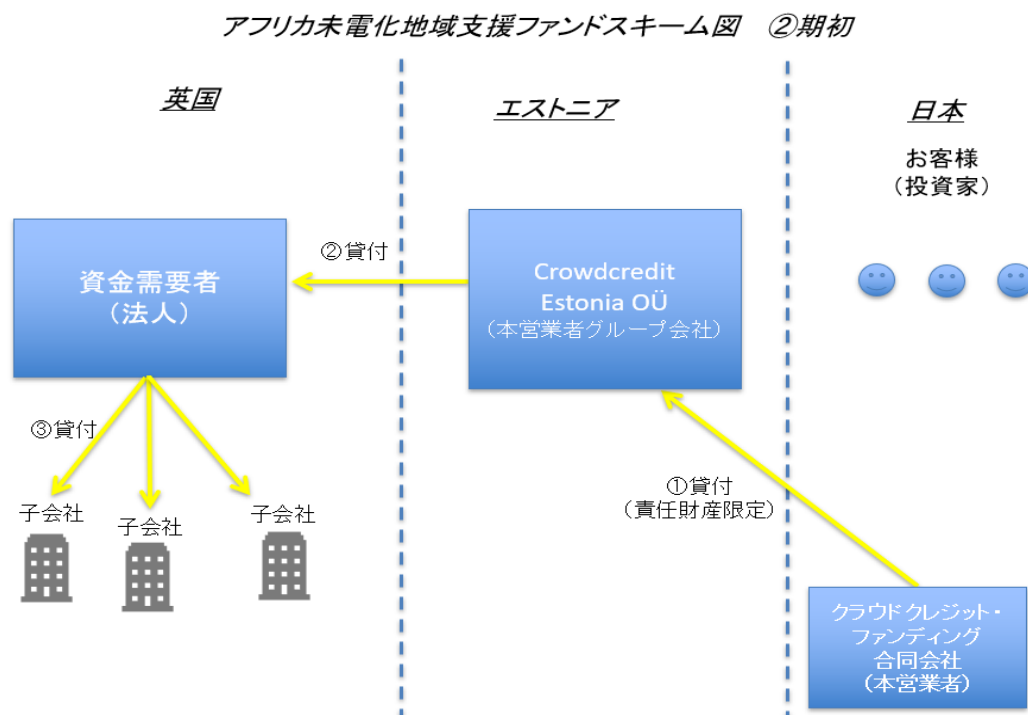 アフリカ未電化地域支援ファンドスキーム図　②期初
英国
エストニア
日本
お客様
（投資家）
資金需要者
（法人）
②貸付
Crowdcredit
Estonia OÜ
（本営業者グループ会社）
③貸付
①貸付
（責任財産限定）
子会社
子会社
子会社
クラウドクレジット・
ファンディング
合同会社
（本営業者）